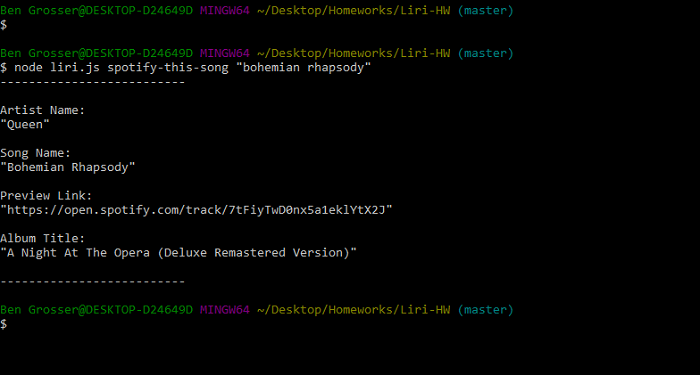 Ben Grosser@DESKTOP-D24649D MINGW64 ~/Desktop/Homeworks/Liri-HW (master)
$
Ben Grosser@DESKTOP-D24649D MINGW64 ~/Desktop/Homeworks/Liri-HW (master)
$ node liri.js spotify-this-song "bohemian rhapsody"
--------------------------
Artist Name:
"Queen"
Song Name:
"Bohemian Rhapsody"
Preview Link:
"https://open.spotify.com/track/7tFiyTwD0nx5a1eklYtX2J"
Album Title:
"A Night At The Opera (Deluxe Remastered Version)"
--------------------------
Ben Grosser@DESKTOP-D24649D MINGW64 ~/Desktop/Homeworks/Liri-HW (master)
$